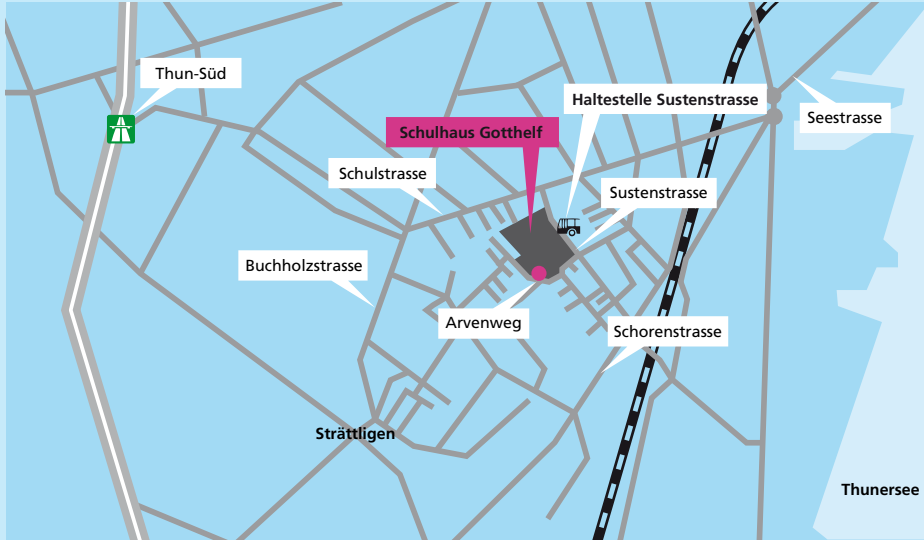 Thun-Süd
Haltestelle Sustenstrasse
Seestrasse
Schulhaus Gotthelf
Schulstrasse
Sustenstrasse
Buchholzstrasse
Arvenweg
Schorenstrasse
Strättligen
Thunersee